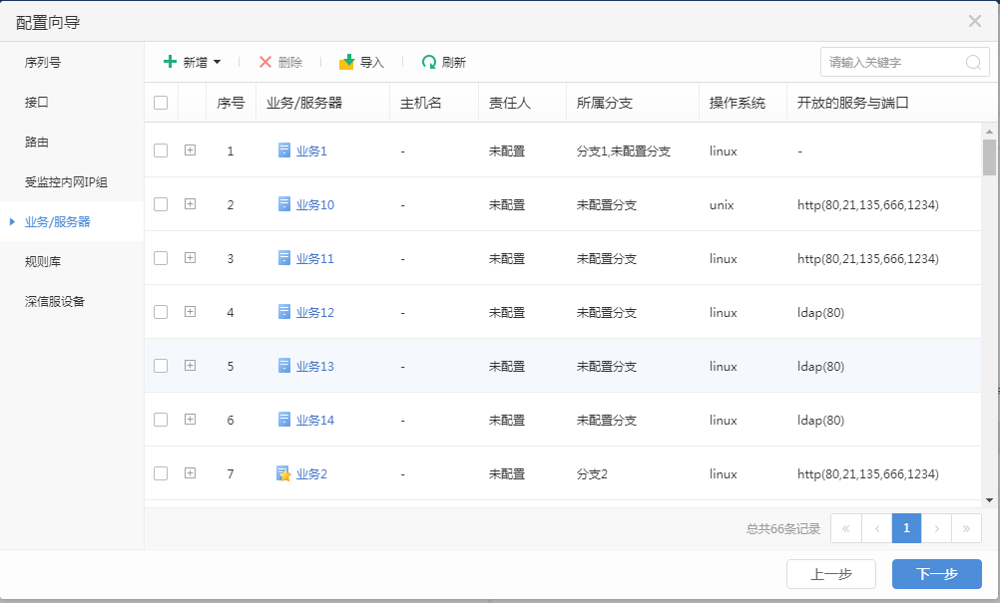 配置向导
序列号
接口
路由
受监控内网IP组
业务/服务器
规则库
深信服设备
新增 删除 导入 刷新 请输入关键字
序号 业务/服务器 主机名 责任人 所属分支 操作系统 开放的服务与端口
1 业务1 - 未配置 分支1,未配置分支 linux -
2 业务10 - 未配置 未配置分支 unix http(80,21,135,666,1234)
3 业务11 - 未配置 未配置分支 linux http(80,21,135,666,1234)
4 业务12 - 未配置 未配置分支 linux ldap(80)
5 业务13 - 未配置 未配置分支 linux ldap(80)
6 业务14 - 未配置 未配置分支 linux ldap(80)
7 业务2 - 未配置 分支2 linux http(80,21,135,666,1234)
总共66条记录 « ‹ 1 › »
上一步 下一步